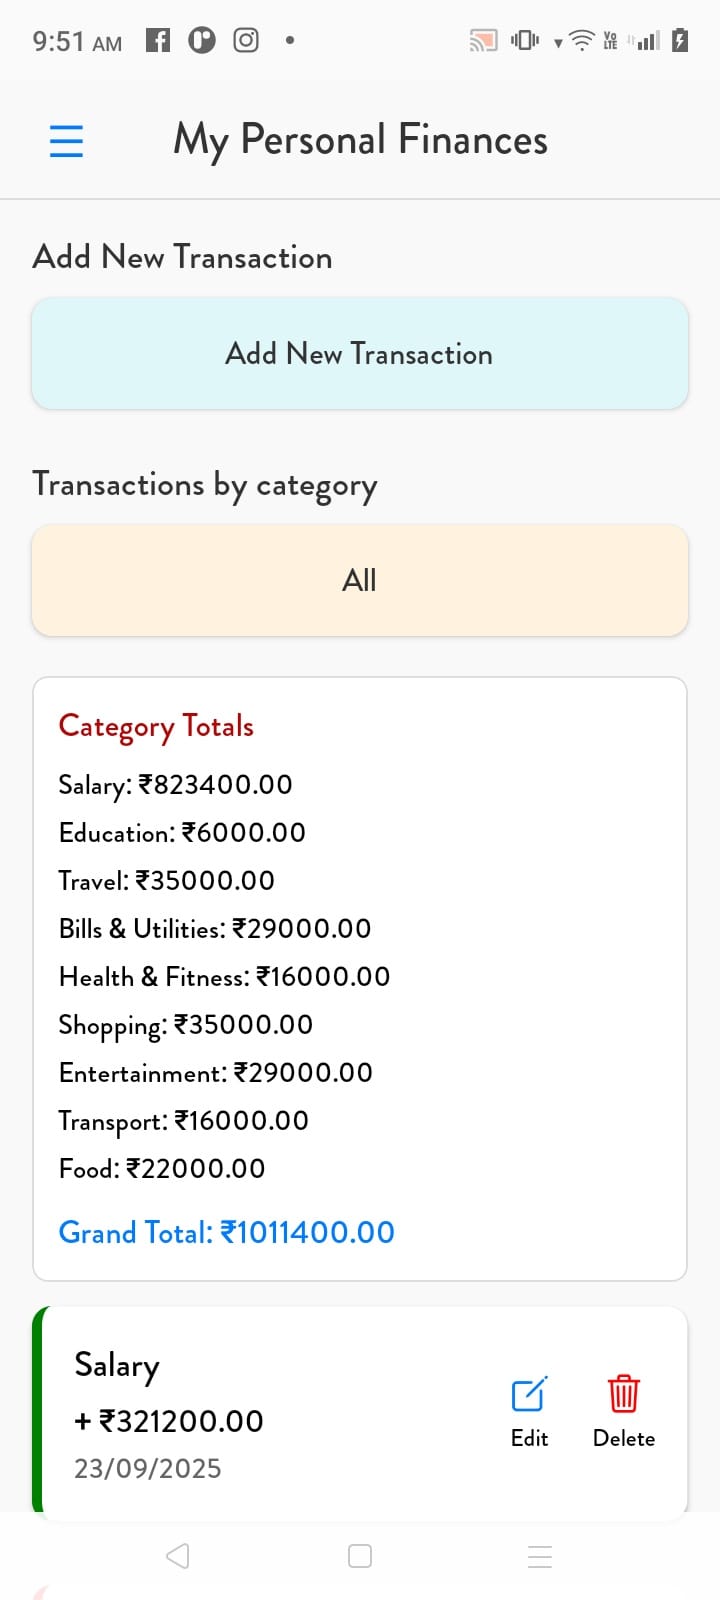 9:51 AM
My Personal Finances
Add New Transaction
Add New Transaction
Transactions by category
All
Category Totals
Salary: ₹823400.00
Education: ₹6000.00
Travel: ₹35000.00
Bills & Utilities: ₹29000.00
Health & Fitness: ₹16000.00
Shopping: ₹35000.00
Entertainment: ₹29000.00
Transport: ₹16000.00
Food: ₹22000.00
Grand Total: ₹1011400.00
Salary
+ ₹321200.00
23/09/2025
Edit
Delete